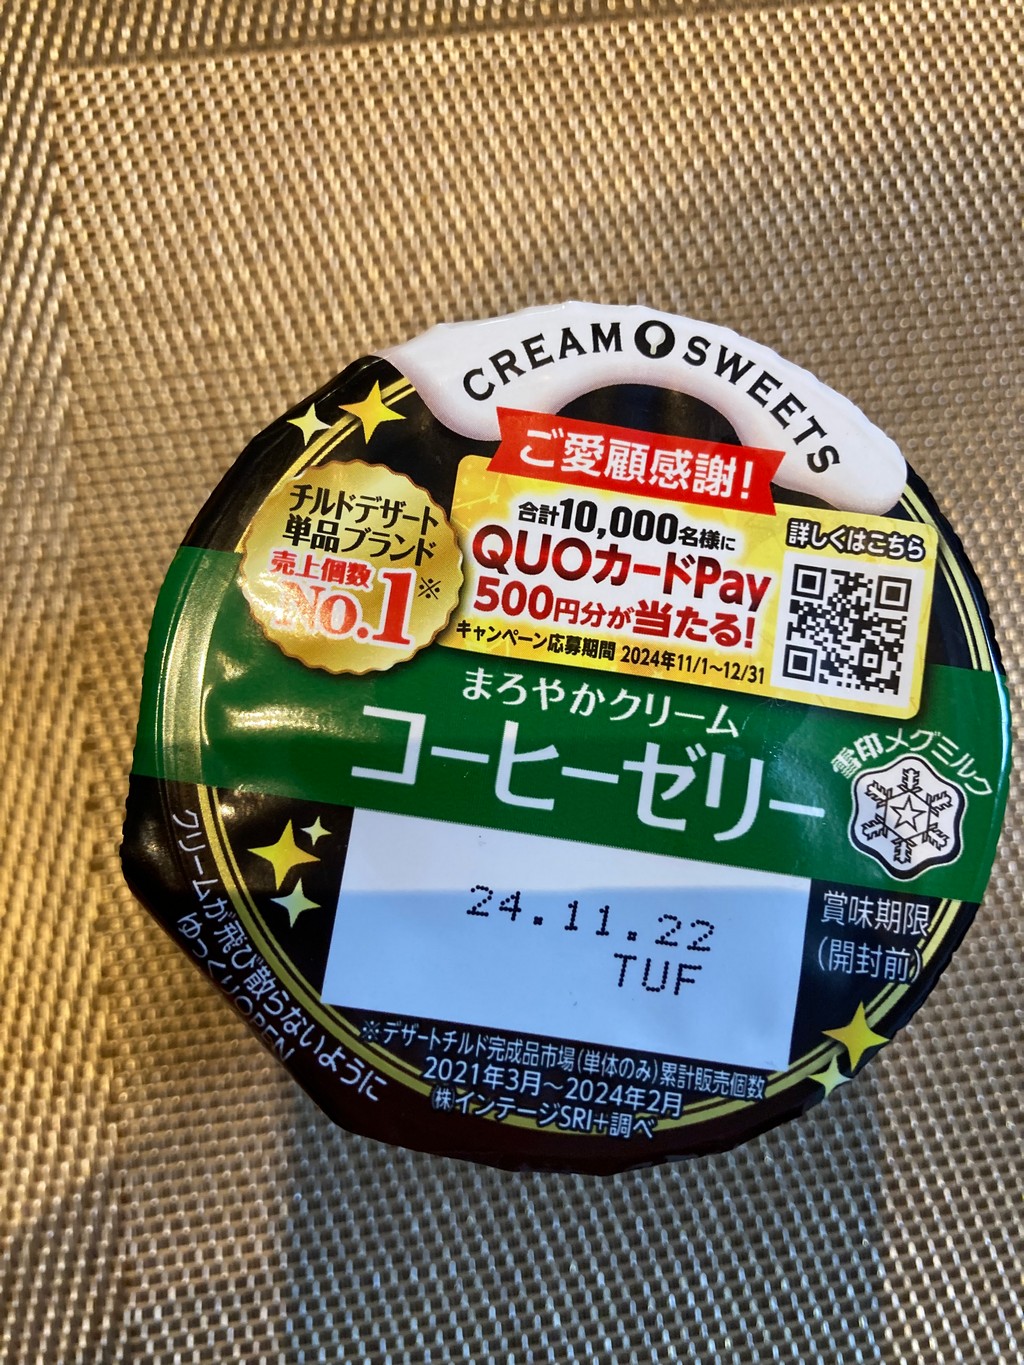 CREAM SWEETS
ご愛顧感謝!
チルドデザート
単品ブランド
売上個数
No.1※
合計10,000名様に
QUOカードPay
500円分が当たる!
キャンペーン応募期間 2024年11/1~12/31
詳しくはこちら
まろやかクリーム
コーヒーゼリー
雪印メグミルク
24.11.22
TUF
賞味期限
(開封前)
クリームが飛び散らないように
ゆっくりOPEN
※デザートチルド完成品市場(単体のみ)累計販売個数
2021年3月~2024年2月
㈱インテージSRI+調べ